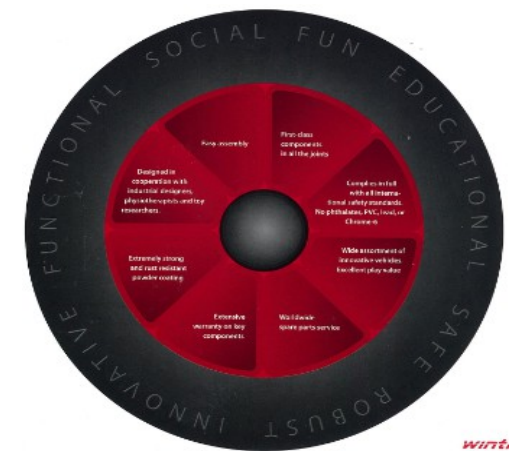 SOCIAL FUN EDUCATIONAL SAFE ROBUST INNOVATIVE FUNCTIONAL
Easy assembly
First-class
components
in all the joints
Complies in full
with all interna-
tional safety standards.
No phthalates, PVC, lead, or
Chrome-6
Wide assortment of
innovative vehicles
Excellent play value
Worldwide
spare parts service
Extensive
warranty on key
components
Extremely strong
and rust resistant
powder coating
Designed in
cooperation with
industrial designers,
physiotherapists and toy
researchers.